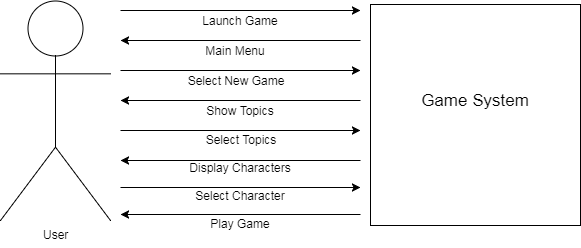 Launch Game
Main Menu
Select New Game
Show Topics
Select Topics
Display Characters
Select Character
Play Game
User
Game System